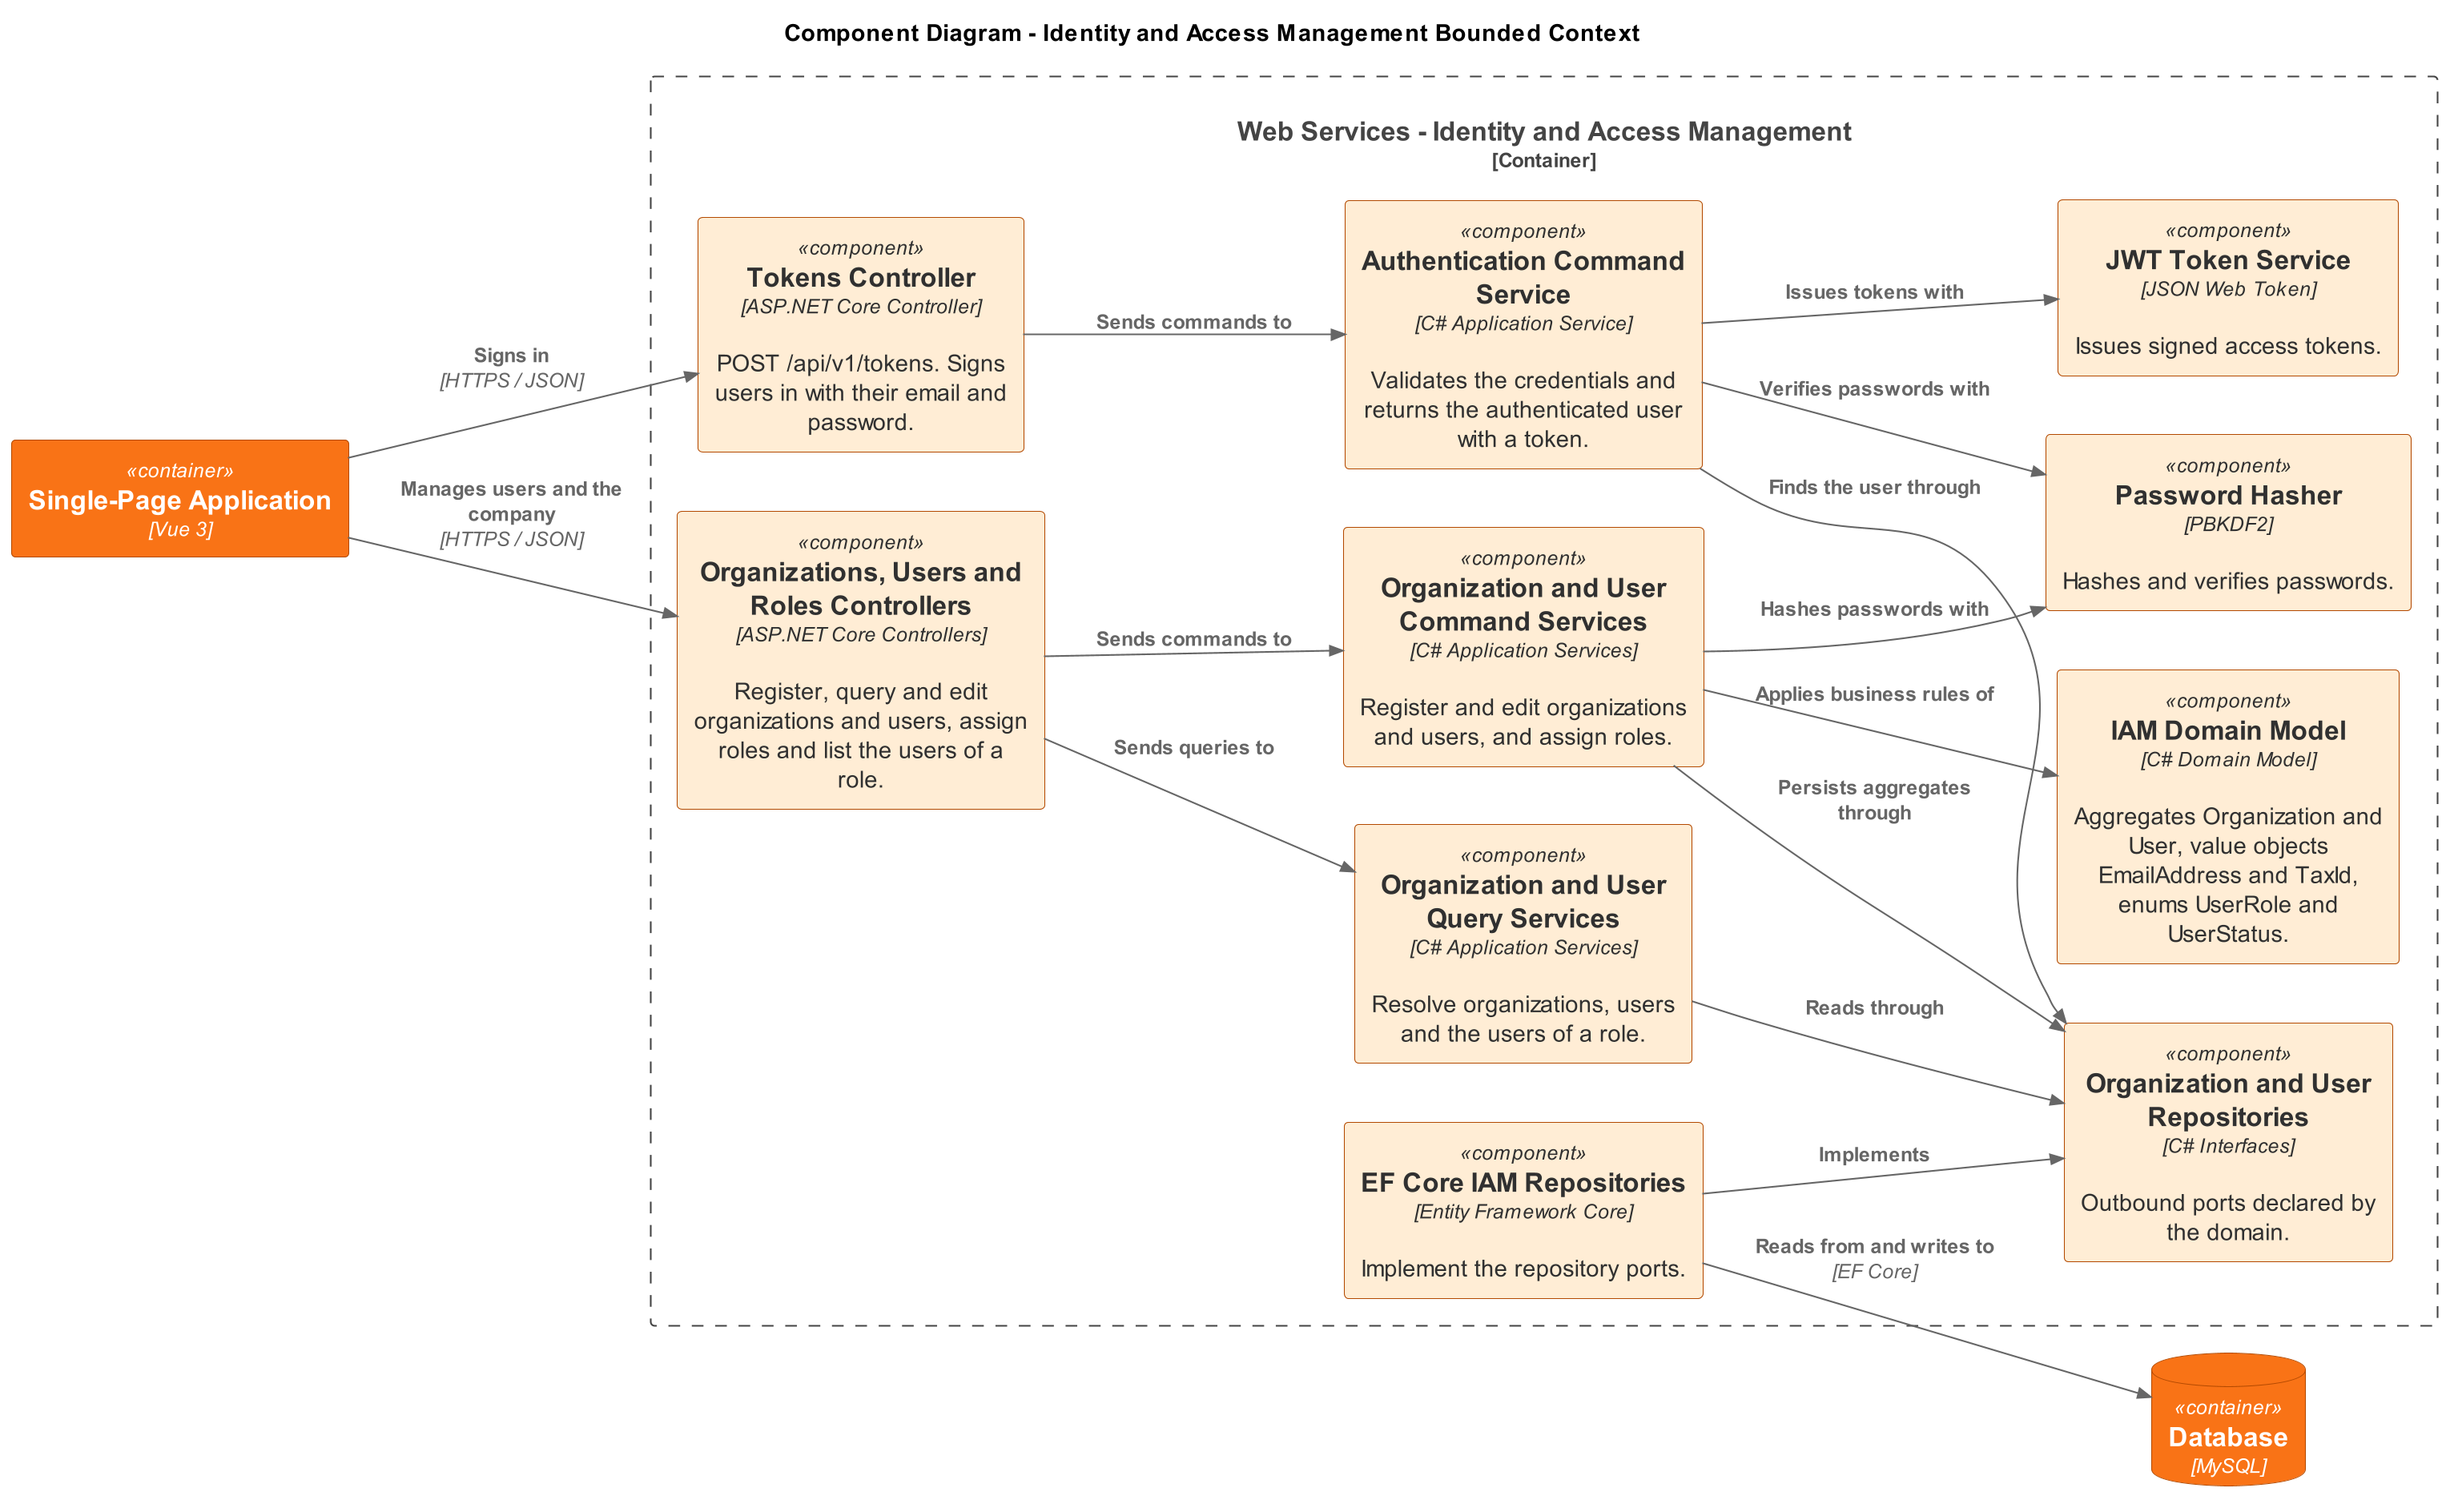 Component Diagram - Identity and Access Management Bounded Context
Web Services - Identity and Access Management
[Container]
«container»
Single-Page Application
[Vue 3]
Signs in
[HTTPS / JSON]
Manages users and the
company
[HTTPS / JSON]
«component»
Tokens Controller
[ASP.NET Core Controller]
POST /api/v1/tokens. Signs
users in with their email and
password.
«component»
Organizations, Users and
Roles Controllers
[ASP.NET Core Controllers]
Register, query and edit
organizations and users, assign
roles and list the users of a
role.
Sends commands to
Sends commands to
Sends queries to
«component»
Authentication Command
Service
[C# Application Service]
Validates the credentials and
returns the authenticated user
with a token.
«component»
Organization and User
Command Services
[C# Application Services]
Register and edit organizations
and users, and assign roles.
«component»
Organization and User
Query Services
[C# Application Services]
Resolve organizations, users
and the users of a role.
«component»
EF Core IAM Repositories
[Entity Framework Core]
Implement the repository ports.
Issues tokens with
Verifies passwords with
Finds the user through
Hashes passwords with
Applies business rules of
Persists aggregates
through
Reads through
Implements
Reads from and writes to
[EF Core]
«component»
JWT Token Service
[JSON Web Token]
Issues signed access tokens.
«component»
Password Hasher
[PBKDF2]
Hashes and verifies passwords.
«component»
IAM Domain Model
[C# Domain Model]
Aggregates Organization and
User, value objects
EmailAddress and TaxId,
enums UserRole and
UserStatus.
«component»
Organization and User
Repositories
[C# Interfaces]
Outbound ports declared by
the domain.
«container»
Database
[MySQL]